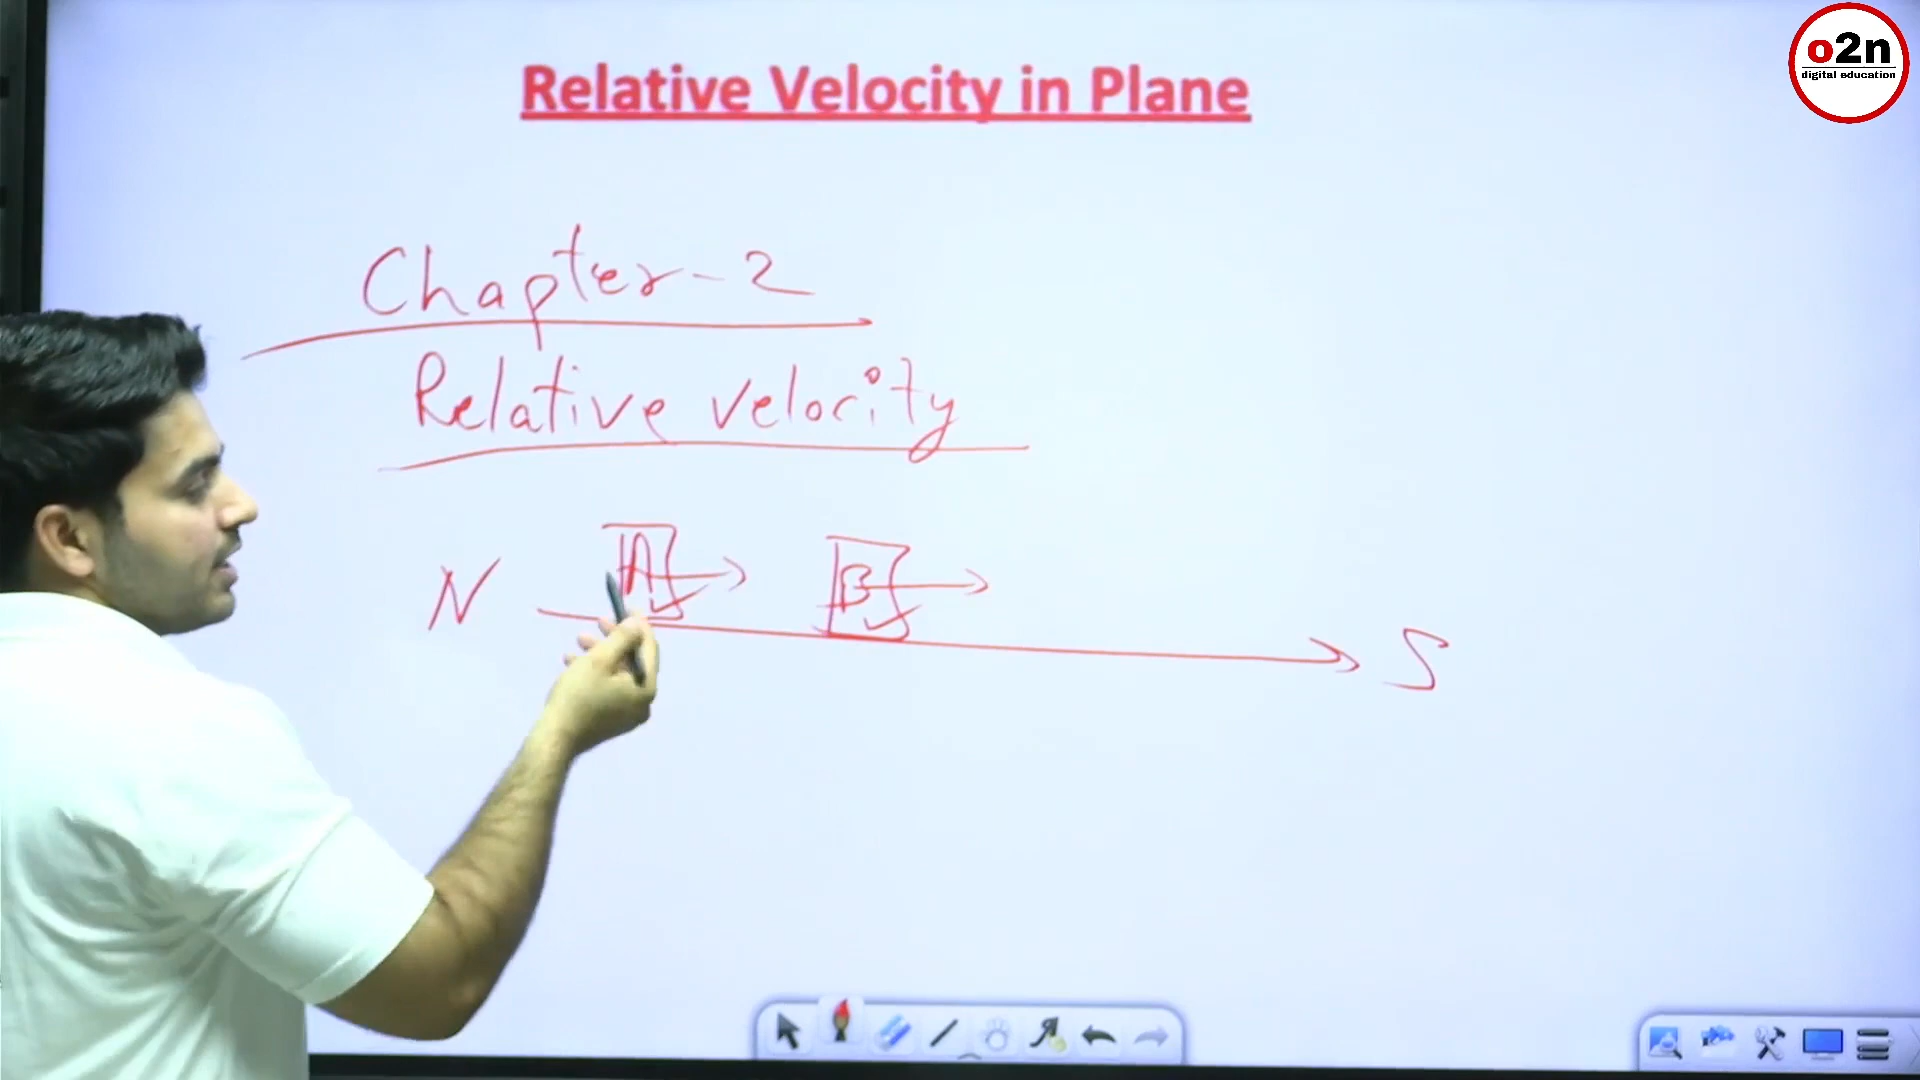 o2n
digital education
Relative Velocity in Plane
Chapter-2
Relative velocity
N A B S